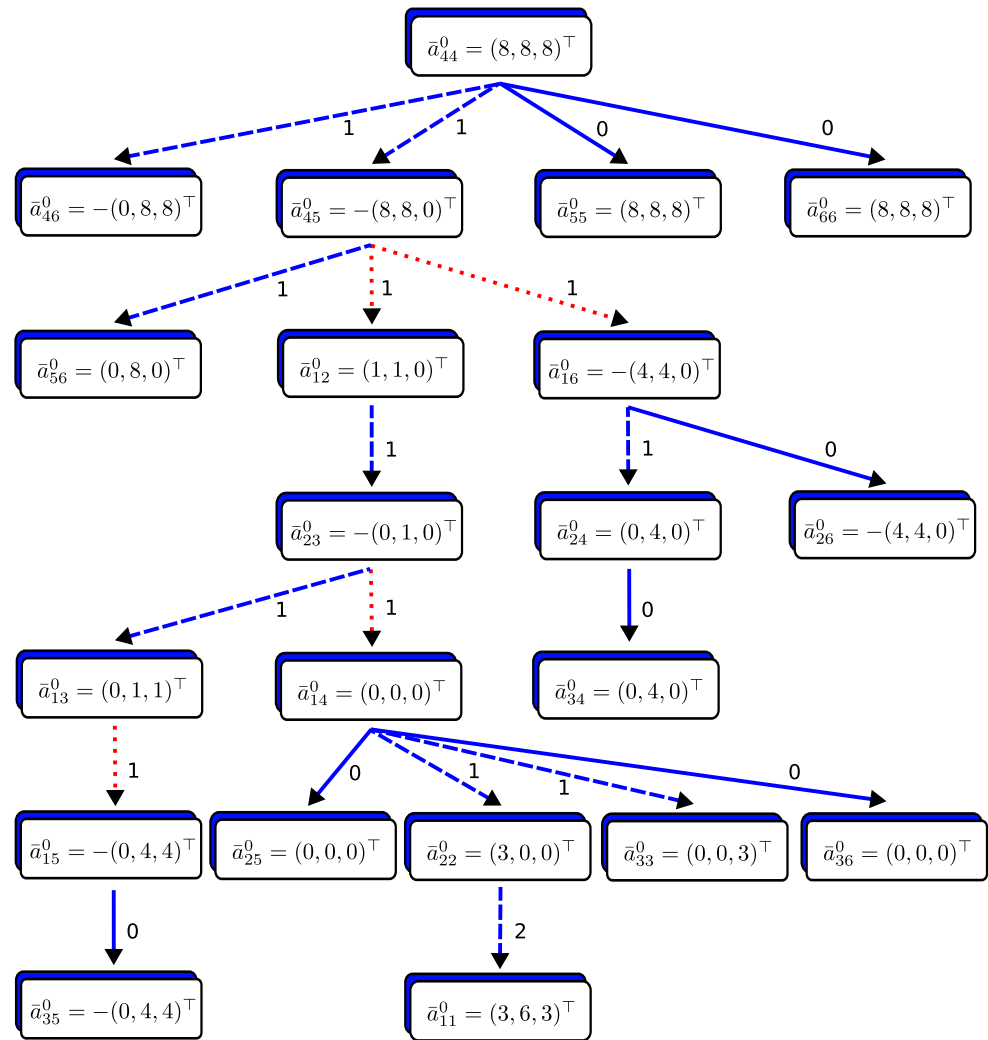 ā⁰₄₄ = (8, 8, 8)⊤
1 1 0 0
ā⁰₄₆ = −(0, 8, 8)⊤ ā⁰₄₅ = −(8, 8, 0)⊤ ā⁰₅₅ = (8, 8, 8)⊤ ā⁰₆₆ = (8, 8, 8)⊤
1 1 1
ā⁰₅₆ = (0, 8, 0)⊤ ā⁰₁₂ = (1, 1, 0)⊤ ā⁰₁₆ = −(4, 4, 0)⊤
1 1 0
ā⁰₂₃ = −(0, 1, 0)⊤ ā⁰₂₄ = (0, 4, 0)⊤ ā⁰₂₆ = −(4, 4, 0)⊤
1 1 0
ā⁰₁₃ = (0, 1, 1)⊤ ā⁰₁₄ = (0, 0, 0)⊤ ā⁰₃₄ = (0, 4, 0)⊤
1 0 1 1 0
ā⁰₁₅ = −(0, 4, 4)⊤ ā⁰₂₅ = (0, 0, 0)⊤ ā⁰₂₂ = (3, 0, 0)⊤ ā⁰₃₃ = (0, 0, 3)⊤ ā⁰₃₆ = (0, 0, 0)⊤
0 2
ā⁰₃₅ = −(0, 4, 4)⊤ ā⁰₁₁ = (3, 6, 3)⊤